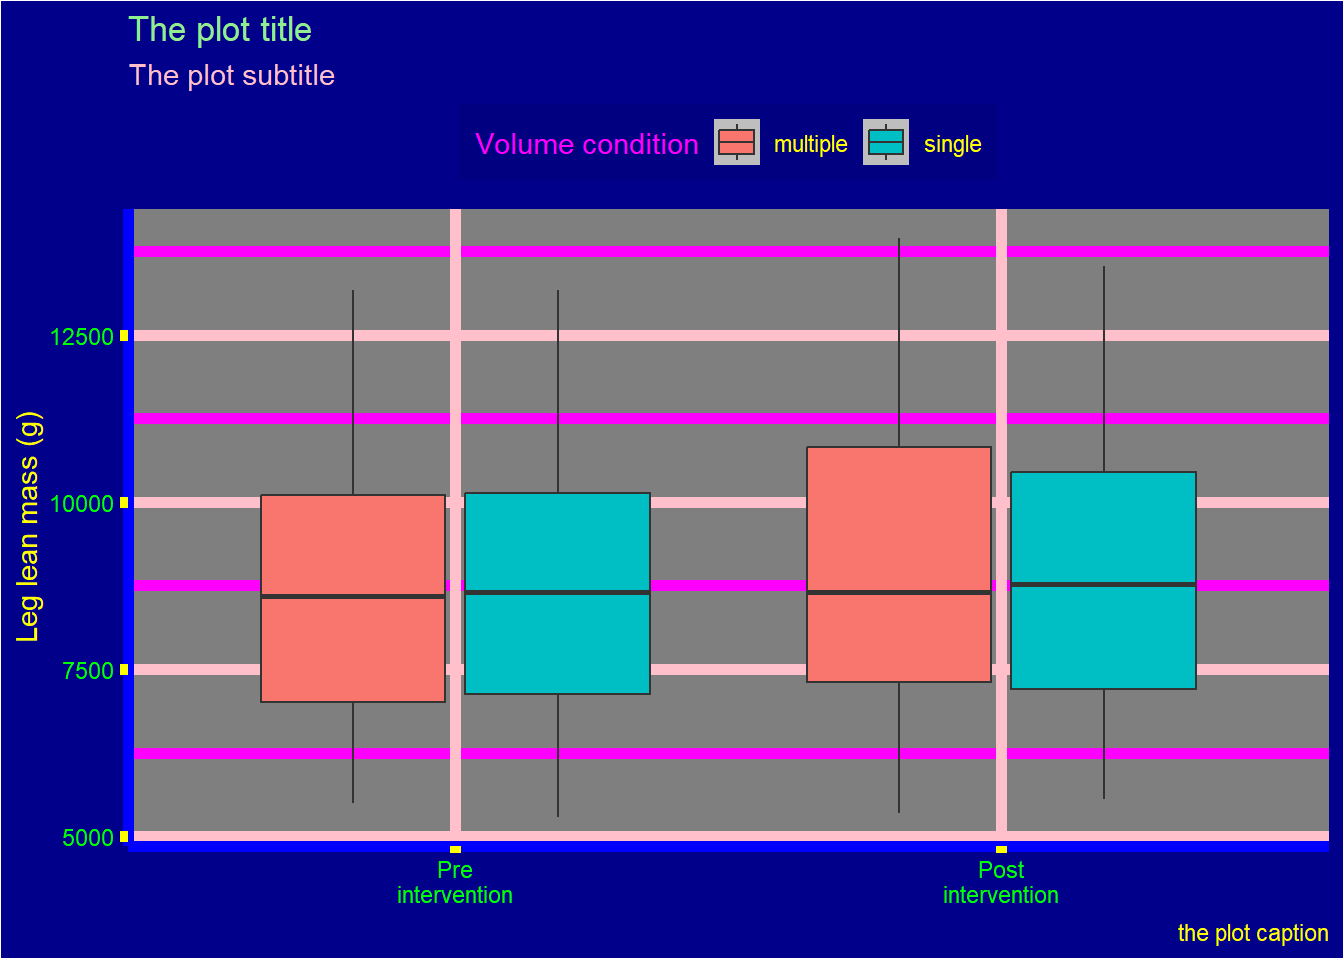 The plot title
The plot subtitle
Volume condition multiple single
12500
10000
7500
5000
Leg lean mass (g)
Pre
intervention
Post
intervention
the plot caption